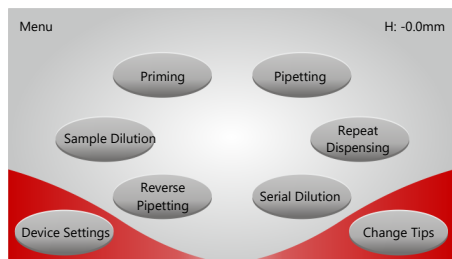 Menu
H: -0.0mm
Priming
Pipetting
Sample Dilution
Repeat
Dispensing
Reverse
Pipetting
Serial Dilution
Device Settings
Change Tips